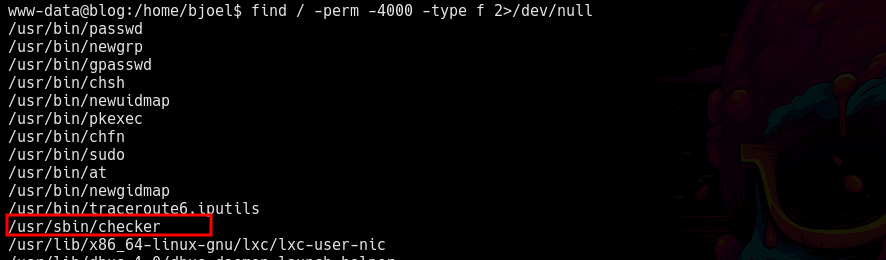 www-data@blog:/home/bjoel$ find / -perm -4000 -type f 2>/dev/null
/usr/bin/passwd
/usr/bin/newgrp
/usr/bin/gpasswd
/usr/bin/chsh
/usr/bin/newuidmap
/usr/bin/pkexec
/usr/bin/chfn
/usr/bin/sudo
/usr/bin/at
/usr/bin/newgidmap
/usr/bin/traceroute6.iputils
/usr/sbin/checker
/usr/lib/x86_64-linux-gnu/lxc/lxc-user-nic